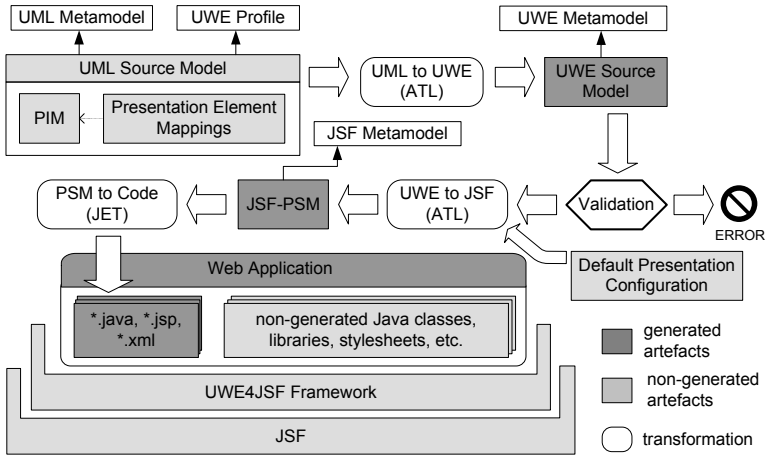 UML Metamodel
UWE Profile
UWE Metamodel
UML Source Model
PIM
Presentation Element
Mappings
UML to UWE
(ATL)
UWE Source
Model
JSF Metamodel
PSM to Code
(JET)
JSF-PSM
UWE to JSF
(ATL)
Validation
ERROR
Default Presentation
Configuration
Web Application
*.java, *.jsp,
*.xml
non-generated Java classes,
libraries, stylesheets, etc.
UWE4JSF Framework
JSF
generated
artefacts
non-generated
artefacts
transformation